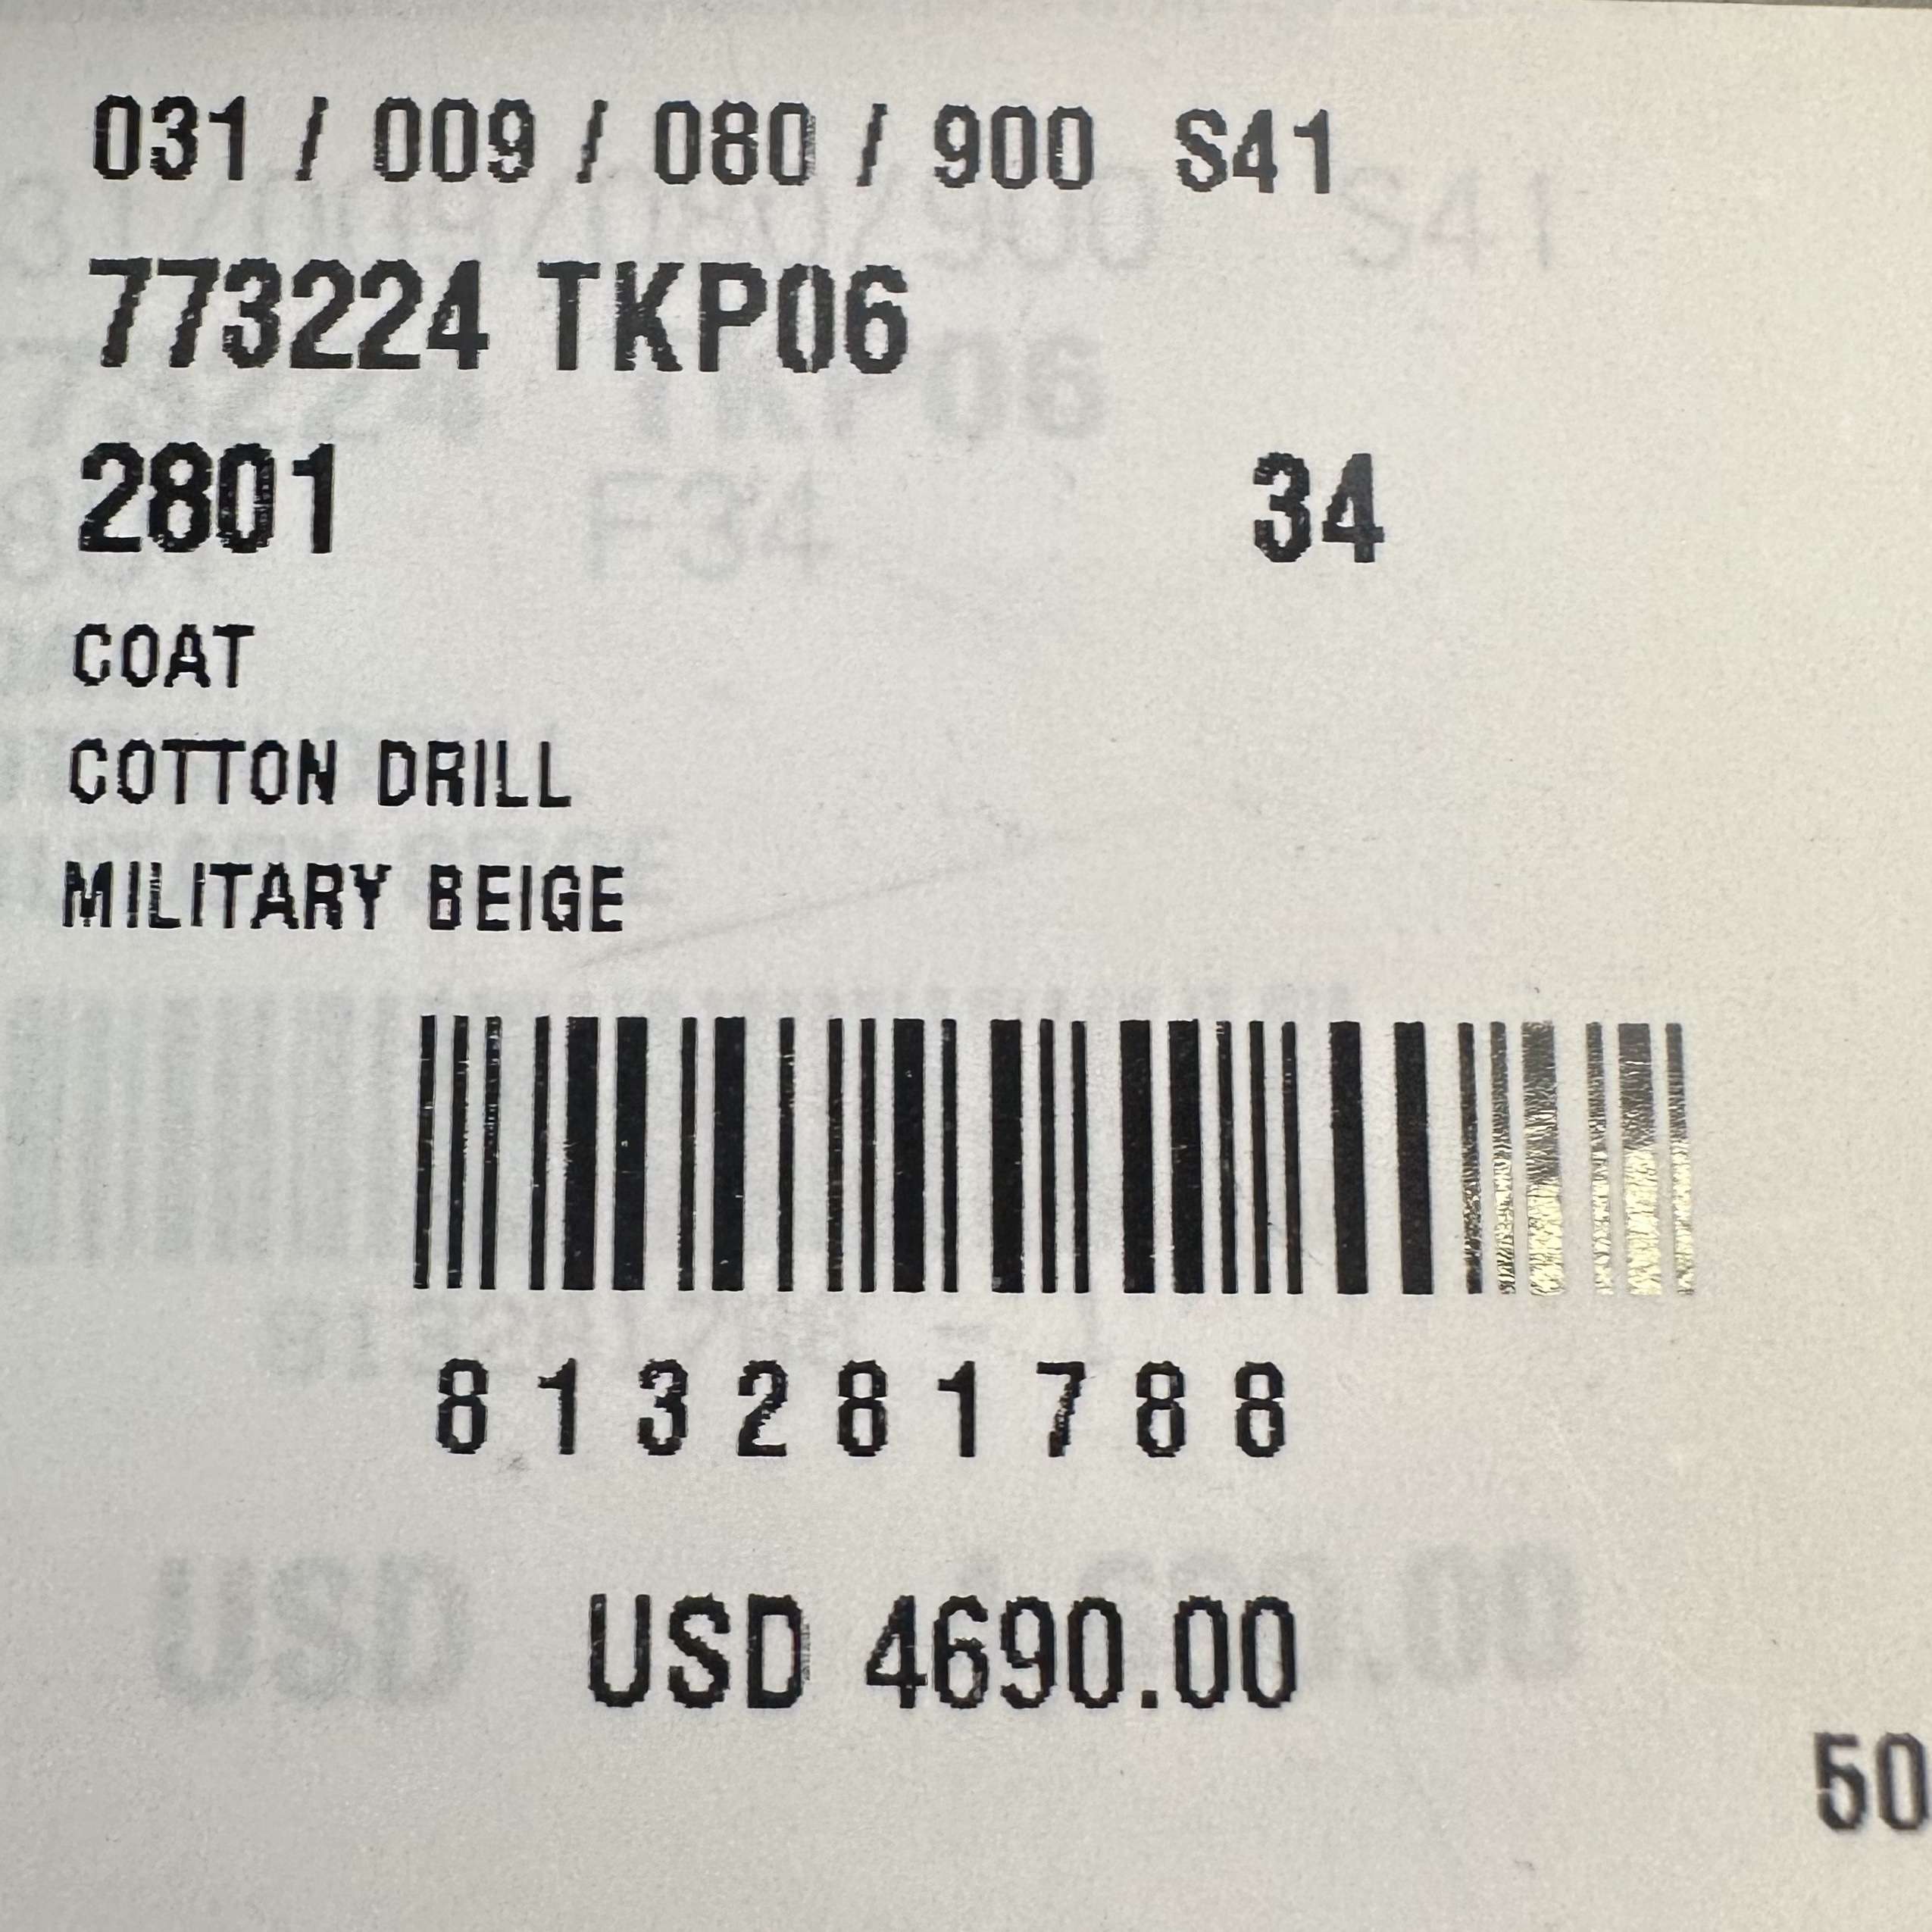 031 / 009 / 080 / 900 S41
773224 TKP06
2801 34
COAT
COTTON DRILL
MILITARY BEIGE
813281788
USD 4690.00
50